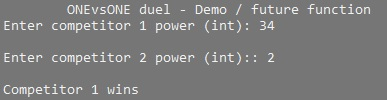 ONEvsONE duel - Demo / future function
Enter competitor 1 power (int): 34
Enter competitor 2 power (int):: 2
Competitor 1 wins